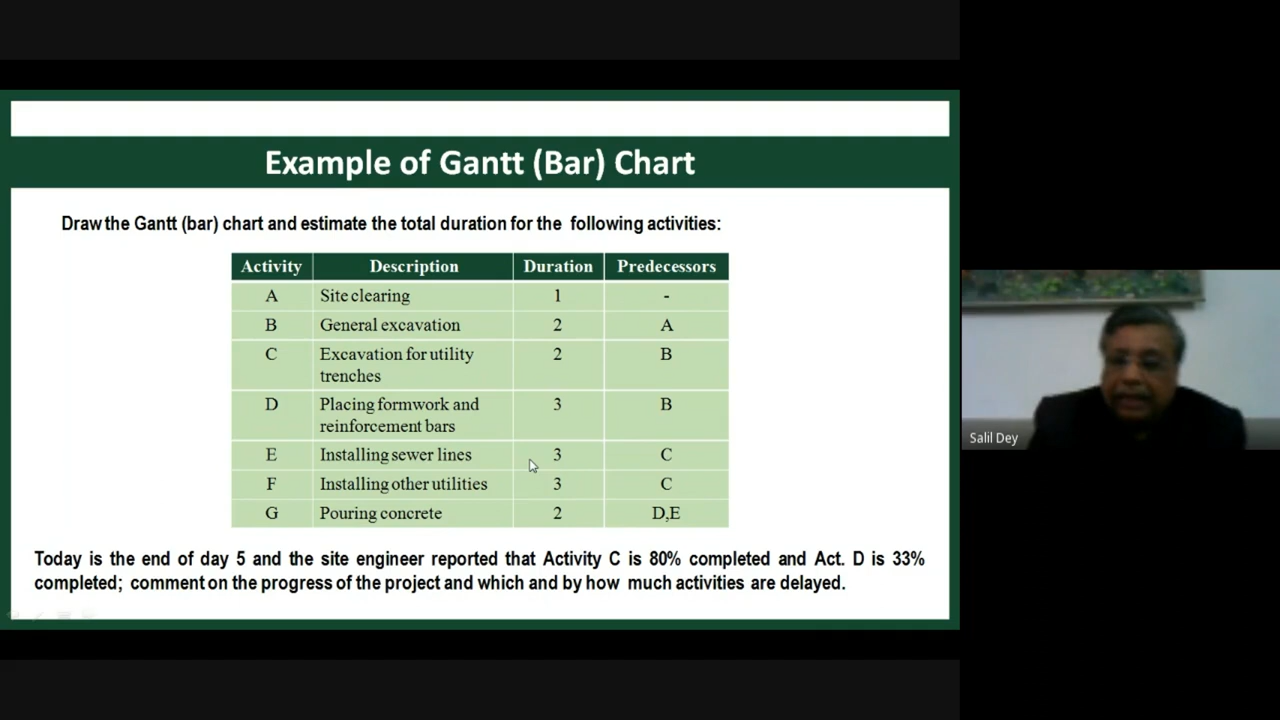 Example of Gantt (Bar) Chart
Draw the Gantt (bar) chart and estimate the total duration for the following activities:
Activity Description Duration Predecessors
A Site clearing 1 -
B General excavation 2 A
C Excavation for utility 2 B
trenches
D Placing formwork and 3 B
reinforcement bars
E Installing sewer lines 3 C
F Installing other utilities 3 C
G Pouring concrete 2 D,E
Today is the end of day 5 and the site engineer reported that Activity C is 80% completed and Act. D is 33%
completed; comment on the progress of the project and which and by how much activities are delayed.
Salil Dey